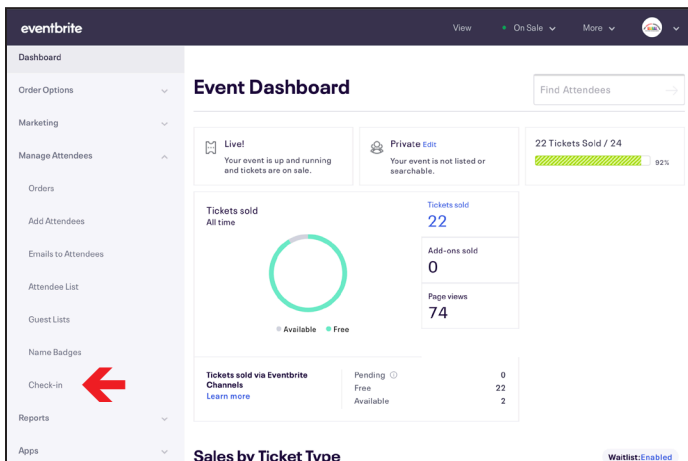 eventbrite
View
On Sale
More
Dashboard
Order Options
Marketing
Manage Attendees
Orders
Add Attendees
Emails to Attendees
Attendee List
Guest Lists
Name Badges
Check-in
Reports
Apps
Event Dashboard
Find Attendees
Live!
Your event is up and running
and tickets are on sale.
Private Edit
Your event is not listed or
searchable.
22 Tickets Sold / 24
92%
Tickets sold
All time
Available Free
Tickets sold
22
Add-ons sold
0
Page views
74
Tickets sold via Eventbrite
Channels
Learn more
Pending 0
Free 22
Available 2
Sales by Ticket Type
Waitlist:Enabled